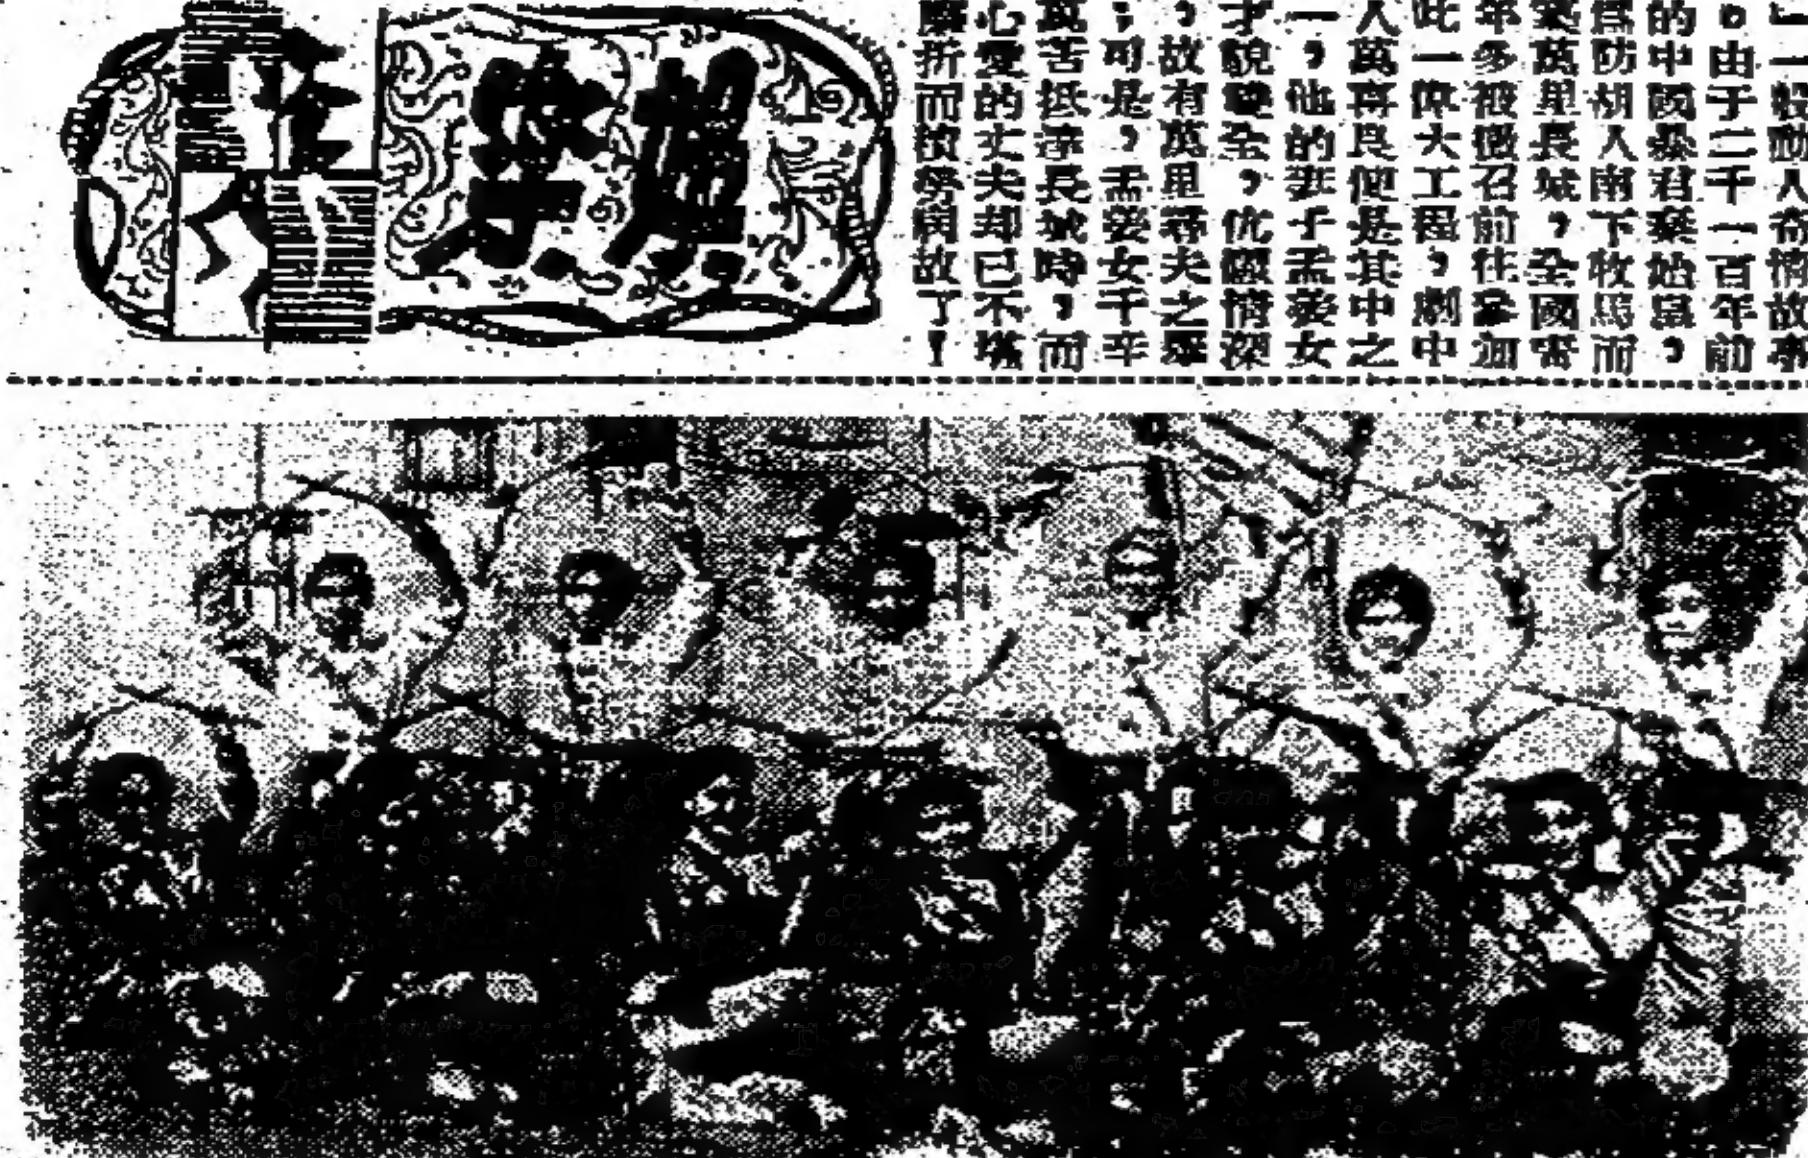 」一般動人奇情故事
。由于二千一百年前
的中國暴君秦始皇，
爲防胡人南下牧馬而
築萬里長城，全國當
年多被徵召前往參加
此一偉大工程，劇中
人萬喜良便是其中之
一，他的妻子孟姜女
才貌雙全，伉儷情深
，故有萬里尋夫之舉
；可是，孟姜女千辛
萬苦抵達長城時，而
心愛的丈夫却已不堪
拼而積勞病故了！